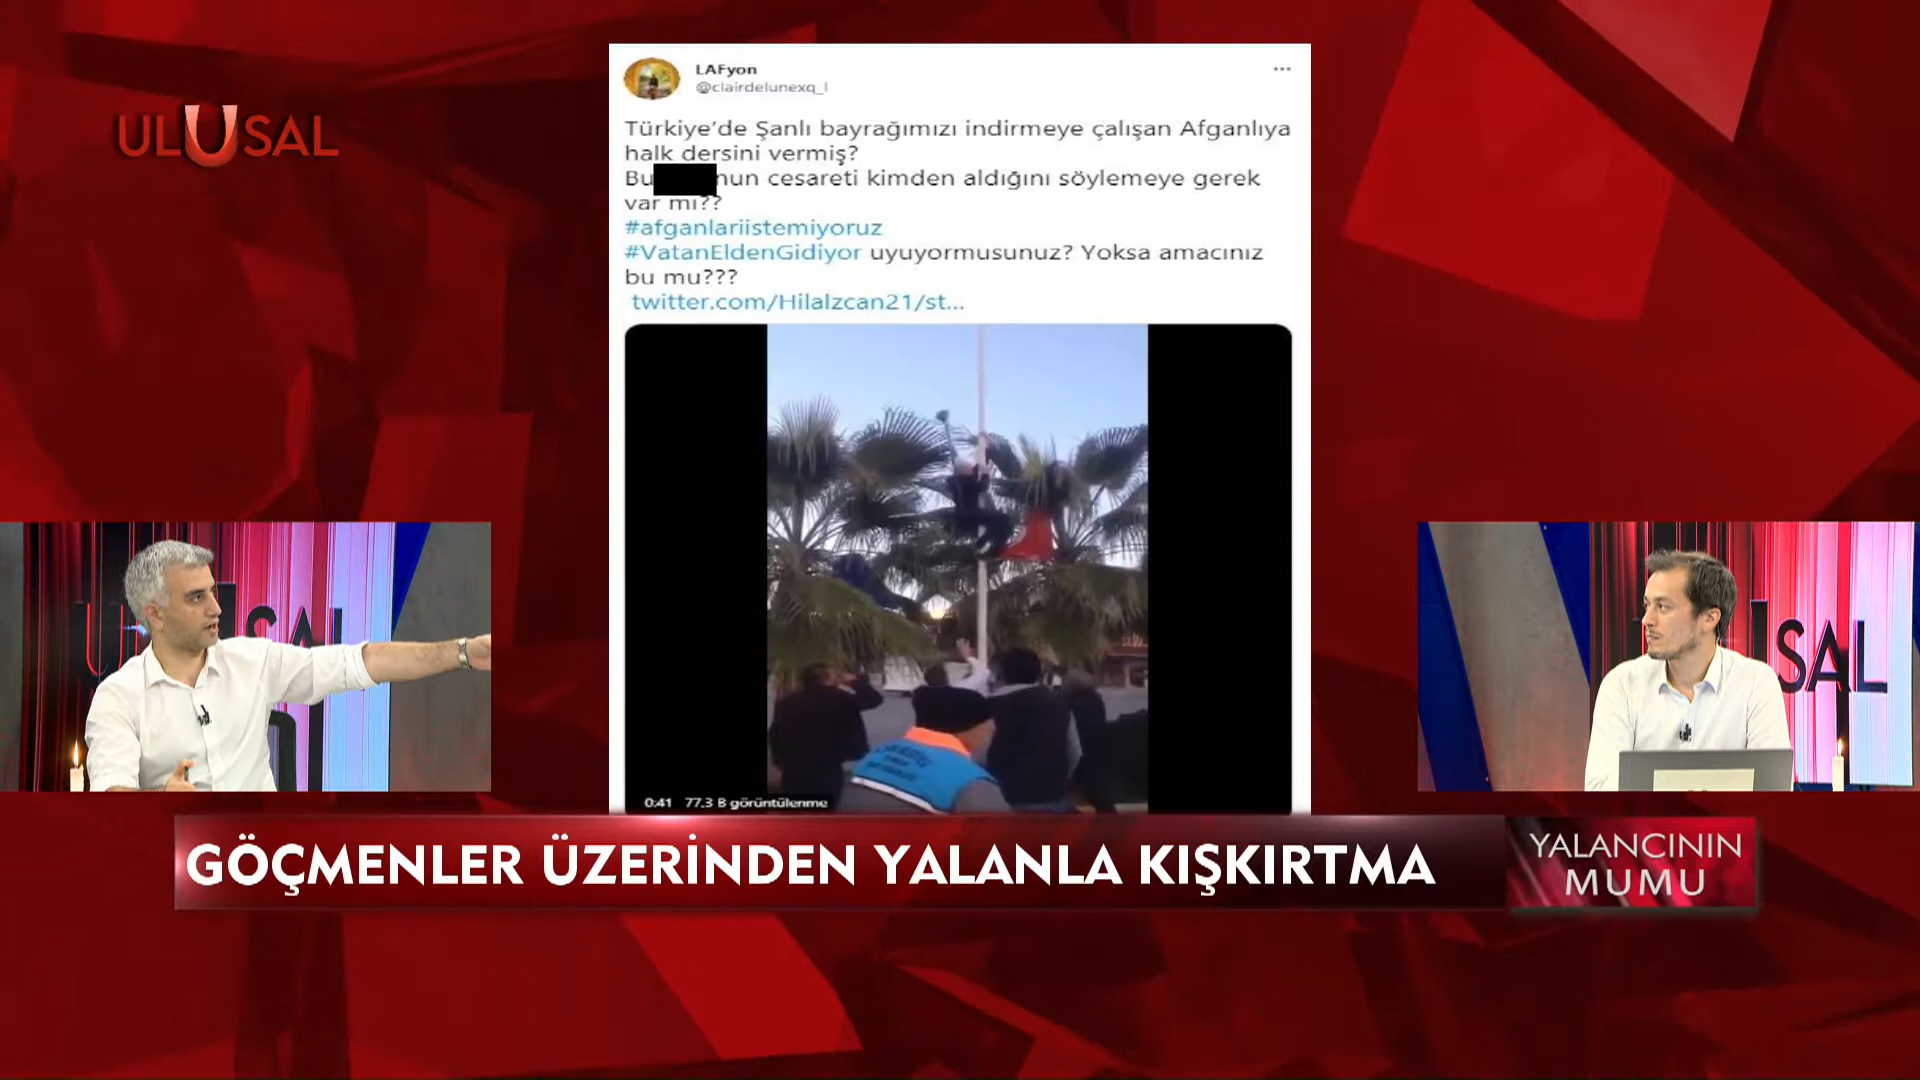 ULUSAL
LAFyon
@clairdelunexq_l
Türkiye'de Şanlı bayrağımızı indirmeye çalışan Afganlıya
halk dersini vermiş?
Bu nun cesareti kimden aldığını söylemeye gerek
var mı??
#afganlariistemiyoruz
#VatanEldenGidiyor uyuyormusunuz? Yoksa amacınız
bu mu???
twitter.com/Hilalzcan21/st...
0:41 77.3 B görüntülenme
SAL
GÖÇMENLER ÜZERİNDEN YALANLA KIŞKIRTMA
YALANCININ
MUMU